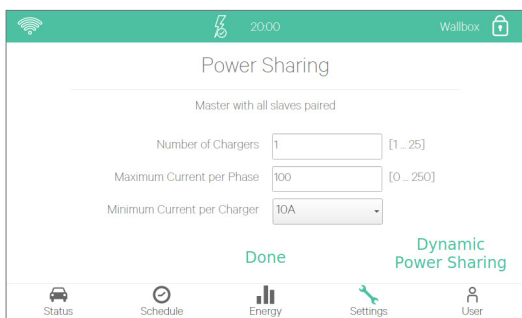 20:00
Wallbox
Power Sharing
Master with all slaves paired
Number of Chargers 1 [1 ... 25]
Maximum Current per Phase 100 [0 ... 250]
Minimum Current per Charger 10A
Done
Dynamic
Power Sharing
Status Schedule Energy Settings User